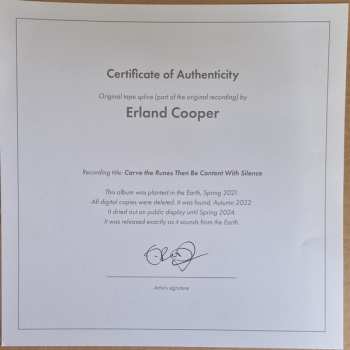 Certificate of Authenticity
Original tape splice (part of the original recording) by
Erland Cooper
Recording title: Carve the Runes Then Be Content With Silence
This album was planted in the Earth, Spring 2021.
All digital copies were deleted. It was found, Autumn 2022.
It dried out on public display until Spring 2024.
It was released exactly as it sounds from the Earth.
Artist's signature